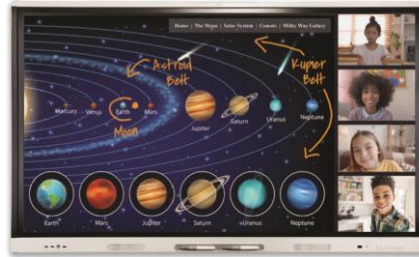 Home | The Moon | Solar System | Comets | Milky Way Galaxy
Astroid
Belt
Kupier
Belt
Mercury
Venus
Earth
Mars
Moon
Jupiter
Saturn
Uranus
Neptune
Earth
Mars
Jupiter
Saturn
Uranus
Neptune